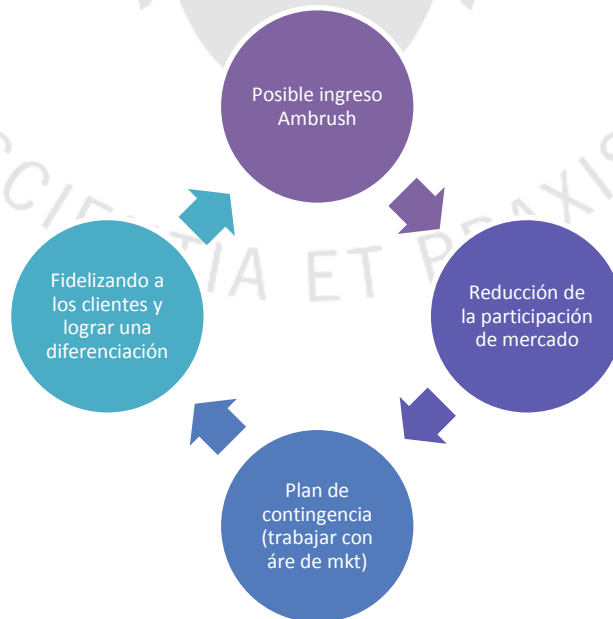 Posible ingreso
Ambrush
Reducción de
la participación
de mercado
Plan de
contingencia
(trabajar con
áre de mkt)
Fidelizando a
los clientes y
lograr una
diferenciación